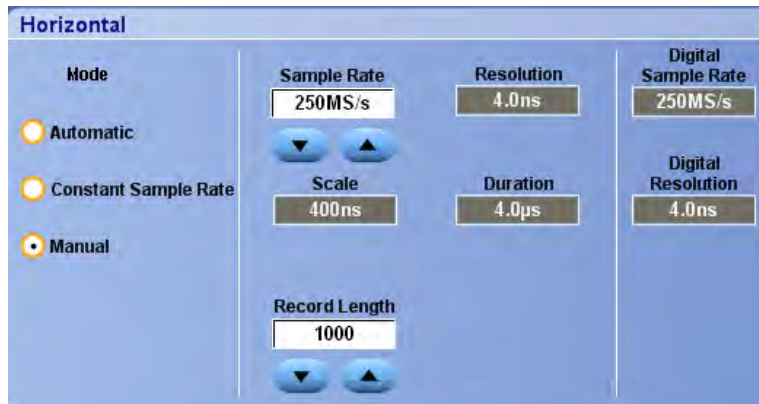 Horizontal
Mode
Automatic
Constant Sample Rate
Manual
Sample Rate
250MS/s
Scale
400ns
Record Length
1000
Resolution
4.0ns
Duration
4.0µs
Digital
Sample Rate
250MS/s
Digital
Resolution
4.0ns